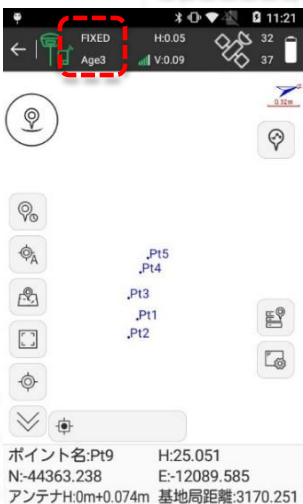 11:21
FIXED H:0.05 32
Age3 V:0.09 37
0.32m
A
Pt5
Pt4
Pt3
Pt1
Pt2
ポイント名:Pt9 H:25.051
N:-44363.238 E:-12089.585
アンテナH:0m+0.074m 基地局距離:3170.251